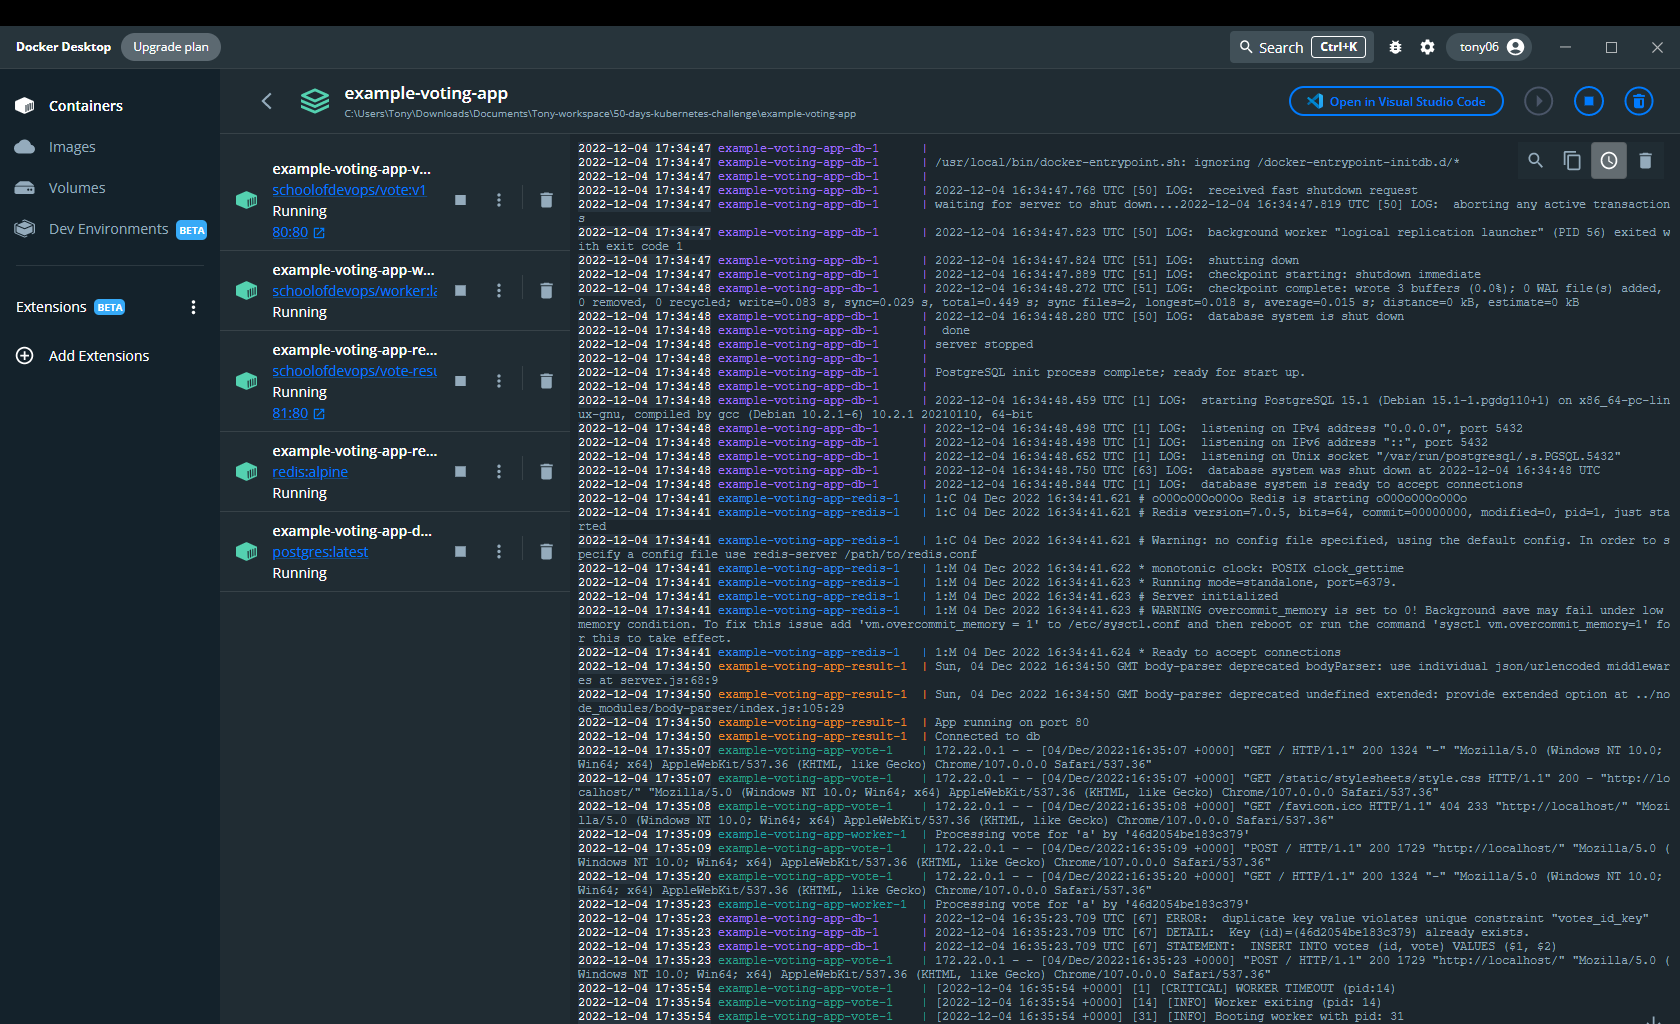 Docker Desktop Upgrade plan Search Ctrl+K tony06
Containers
Images
Volumes
Dev Environments BETA
Extensions BETA
Add Extensions
example-voting-app
C:\Users\Tony\Downloads\Documents\Tony-workspace\50-days-kubernetes-challenge\example-voting-app
Open in Visual Studio Code
example-voting-app-v...
schoolofdevops/vote:v1
Running
80:80
example-voting-app-w...
schoolofdevops/worker:la
Running
example-voting-app-re...
schoolofdevops/vote-resu
Running
81:80
example-voting-app-re...
redis:alpine
Running
example-voting-app-d...
postgres:latest
Running
2022-12-04 17:34:47 example-voting-app-db-1 |
2022-12-04 17:34:47 example-voting-app-db-1 | /usr/local/bin/docker-entrypoint.sh: ignoring /docker-entrypoint-initdb.d/*
2022-12-04 17:34:47 example-voting-app-db-1 |
2022-12-04 17:34:47 example-voting-app-db-1 | 2022-12-04 16:34:47.768 UTC [50] LOG:  received fast shutdown request
2022-12-04 17:34:47 example-voting-app-db-1 | waiting for server to shut down....2022-12-04 16:34:47.819 UTC [50] LOG:  aborting any active transaction
s
2022-12-04 17:34:47 example-voting-app-db-1 | 2022-12-04 16:34:47.823 UTC [50] LOG:  background worker "logical replication launcher" (PID 56) exited w
ith exit code 1
2022-12-04 17:34:47 example-voting-app-db-1 | 2022-12-04 16:34:47.824 UTC [51] LOG:  shutting down
2022-12-04 17:34:47 example-voting-app-db-1 | 2022-12-04 16:34:47.889 UTC [51] LOG:  checkpoint starting: shutdown immediate
2022-12-04 17:34:48 example-voting-app-db-1 | 2022-12-04 16:34:48.272 UTC [51] LOG:  checkpoint complete: wrote 3 buffers (0.0%); 0 WAL file(s) added,
0 removed, 0 recycled; write=0.083 s, sync=0.029 s, total=0.449 s; sync files=2, longest=0.018 s, average=0.015 s; distance=0 kB, estimate=0 kB
2022-12-04 17:34:48 example-voting-app-db-1 | 2022-12-04 16:34:48.280 UTC [50] LOG:  database system is shut down
2022-12-04 17:34:48 example-voting-app-db-1 |  done
2022-12-04 17:34:48 example-voting-app-db-1 | server stopped
2022-12-04 17:34:48 example-voting-app-db-1 |
2022-12-04 17:34:48 example-voting-app-db-1 | PostgreSQL init process complete; ready for start up.
2022-12-04 17:34:48 example-voting-app-db-1 |
2022-12-04 17:34:48 example-voting-app-db-1 | 2022-12-04 16:34:48.459 UTC [1] LOG:  starting PostgreSQL 15.1 (Debian 15.1-1.pgdg110+1) on x86_64-pc-lin
ux-gnu, compiled by gcc (Debian 10.2.1-6) 10.2.1 20210110, 64-bit
2022-12-04 17:34:48 example-voting-app-db-1 | 2022-12-04 16:34:48.498 UTC [1] LOG:  listening on IPv4 address "0.0.0.0", port 5432
2022-12-04 17:34:48 example-voting-app-db-1 | 2022-12-04 16:34:48.498 UTC [1] LOG:  listening on IPv6 address "::", port 5432
2022-12-04 17:34:48 example-voting-app-db-1 | 2022-12-04 16:34:48.652 UTC [1] LOG:  listening on Unix socket "/var/run/postgresql/.s.PGSQL.5432"
2022-12-04 17:34:48 example-voting-app-db-1 | 2022-12-04 16:34:48.750 UTC [63] LOG:  database system was shut down at 2022-12-04 16:34:48 UTC
2022-12-04 17:34:48 example-voting-app-db-1 | 2022-12-04 16:34:48.844 UTC [1] LOG:  database system is ready to accept connections
2022-12-04 17:34:41 example-voting-app-redis-1 | 1:C 04 Dec 2022 16:34:41.621 # oO0OoO0OoO0Oo Redis is starting oO0OoO0OoO0Oo
2022-12-04 17:34:41 example-voting-app-redis-1 | 1:C 04 Dec 2022 16:34:41.621 # Redis version=7.0.5, bits=64, commit=00000000, modified=0, pid=1, just sta
rted
2022-12-04 17:34:41 example-voting-app-redis-1 | 1:C 04 Dec 2022 16:34:41.621 # Warning: no config file specified, using the default config. In order to s
pecify a config file use redis-server /path/to/redis.conf
2022-12-04 17:34:41 example-voting-app-redis-1 | 1:M 04 Dec 2022 16:34:41.622 * monotonic clock: POSIX clock_gettime
2022-12-04 17:34:41 example-voting-app-redis-1 | 1:M 04 Dec 2022 16:34:41.623 * Running mode=standalone, port=6379.
2022-12-04 17:34:41 example-voting-app-redis-1 | 1:M 04 Dec 2022 16:34:41.623 # Server initialized
2022-12-04 17:34:41 example-voting-app-redis-1 | 1:M 04 Dec 2022 16:34:41.623 # WARNING overcommit_memory is set to 0! Background save may fail under low
memory condition. To fix this issue add 'vm.overcommit_memory = 1' to /etc/sysctl.conf and then reboot or run the command 'sysctl vm.overcommit_memory=1' fo
r this to take effect.
2022-12-04 17:34:41 example-voting-app-redis-1 | 1:M 04 Dec 2022 16:34:41.624 * Ready to accept connections
2022-12-04 17:34:50 example-voting-app-result-1 | Sun, 04 Dec 2022 16:34:50 GMT body-parser deprecated bodyParser: use individual json/urlencoded middlewar
es at server.js:68:9
2022-12-04 17:34:50 example-voting-app-result-1 | Sun, 04 Dec 2022 16:34:50 GMT body-parser deprecated undefined extended: provide extended option at ../no
de_modules/body-parser/index.js:105:29
2022-12-04 17:34:50 example-voting-app-result-1 | App running on port 80
2022-12-04 17:34:50 example-voting-app-result-1 | Connected to db
2022-12-04 17:35:07 example-voting-app-vote-1 | 172.22.0.1 - - [04/Dec/2022:16:35:07 +0000] "GET / HTTP/1.1" 200 1324 "-" "Mozilla/5.0 (Windows NT 10.0;
Win64; x64) AppleWebKit/537.36 (KHTML, like Gecko) Chrome/107.0.0.0 Safari/537.36"
2022-12-04 17:35:07 example-voting-app-vote-1 | 172.22.0.1 - - [04/Dec/2022:16:35:07 +0000] "GET /static/stylesheets/style.css HTTP/1.1" 200 - "http://lo
calhost/" "Mozilla/5.0 (Windows NT 10.0; Win64; x64) AppleWebKit/537.36 (KHTML, like Gecko) Chrome/107.0.0.0 Safari/537.36"
2022-12-04 17:35:08 example-voting-app-vote-1 | 172.22.0.1 - - [04/Dec/2022:16:35:08 +0000] "GET /favicon.ico HTTP/1.1" 404 233 "http://localhost/" "Mozi
lla/5.0 (Windows NT 10.0; Win64; x64) AppleWebKit/537.36 (KHTML, like Gecko) Chrome/107.0.0.0 Safari/537.36"
2022-12-04 17:35:09 example-voting-app-worker-1 | Processing vote for 'a' by '46d2054be183c379'
2022-12-04 17:35:09 example-voting-app-vote-1 | 172.22.0.1 - - [04/Dec/2022:16:35:09 +0000] "POST / HTTP/1.1" 200 1729 "http://localhost/" "Mozilla/5.0 (
Windows NT 10.0; Win64; x64) AppleWebKit/537.36 (KHTML, like Gecko) Chrome/107.0.0.0 Safari/537.36"
2022-12-04 17:35:20 example-voting-app-vote-1 | 172.22.0.1 - - [04/Dec/2022:16:35:20 +0000] "GET / HTTP/1.1" 200 1324 "-" "Mozilla/5.0 (Windows NT 10.0;
Win64; x64) AppleWebKit/537.36 (KHTML, like Gecko) Chrome/107.0.0.0 Safari/537.36"
2022-12-04 17:35:23 example-voting-app-worker-1 | Processing vote for 'a' by '46d2054be183c379'
2022-12-04 17:35:23 example-voting-app-db-1 | 2022-12-04 16:35:23.709 UTC [67] ERROR:  duplicate key value violates unique constraint "votes_id_key"
2022-12-04 17:35:23 example-voting-app-db-1 | 2022-12-04 16:35:23.709 UTC [67] DETAIL:  Key (id)=(46d2054be183c379) already exists.
2022-12-04 17:35:23 example-voting-app-db-1 | 2022-12-04 16:35:23.709 UTC [67] STATEMENT:  INSERT INTO votes (id, vote) VALUES ($1, $2)
2022-12-04 17:35:23 example-voting-app-vote-1 | 172.22.0.1 - - [04/Dec/2022:16:35:23 +0000] "POST / HTTP/1.1" 200 1729 "http://localhost/" "Mozilla/5.0 (
Windows NT 10.0; Win64; x64) AppleWebKit/537.36 (KHTML, like Gecko) Chrome/107.0.0.0 Safari/537.36"
2022-12-04 17:35:54 example-voting-app-vote-1 | [2022-12-04 16:35:54 +0000] [1] [CRITICAL] WORKER TIMEOUT (pid:14)
2022-12-04 17:35:54 example-voting-app-vote-1 | [2022-12-04 16:35:54 +0000] [14] [INFO] Worker exiting (pid: 14)
2022-12-04 17:35:54 example-voting-app-vote-1 | [2022-12-04 16:35:54 +0000] [31] [INFO] Booting worker with pid: 31